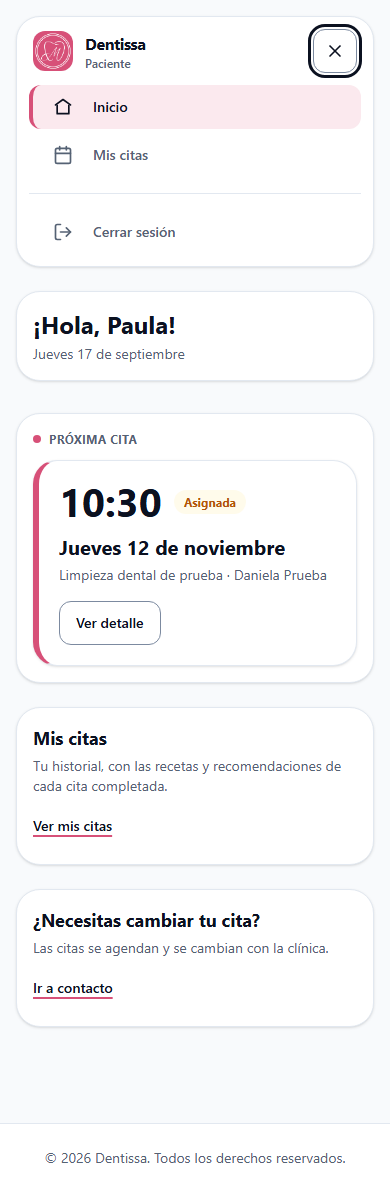 Dentissa
Paciente
Inicio
Mis citas
Cerrar sesión
¡Hola, Paula!
Jueves 17 de septiembre
PRÓXIMA CITA
10:30 Asignada
Jueves 12 de noviembre
Limpieza dental de prueba · Daniela Prueba
Ver detalle
Mis citas
Tu historial, con las recetas y recomendaciones de
cada cita completada.
Ver mis citas
¿Necesitas cambiar tu cita?
Las citas se agendan y se cambian con la clínica.
Ir a contacto
© 2026 Dentissa. Todos los derechos reservados.